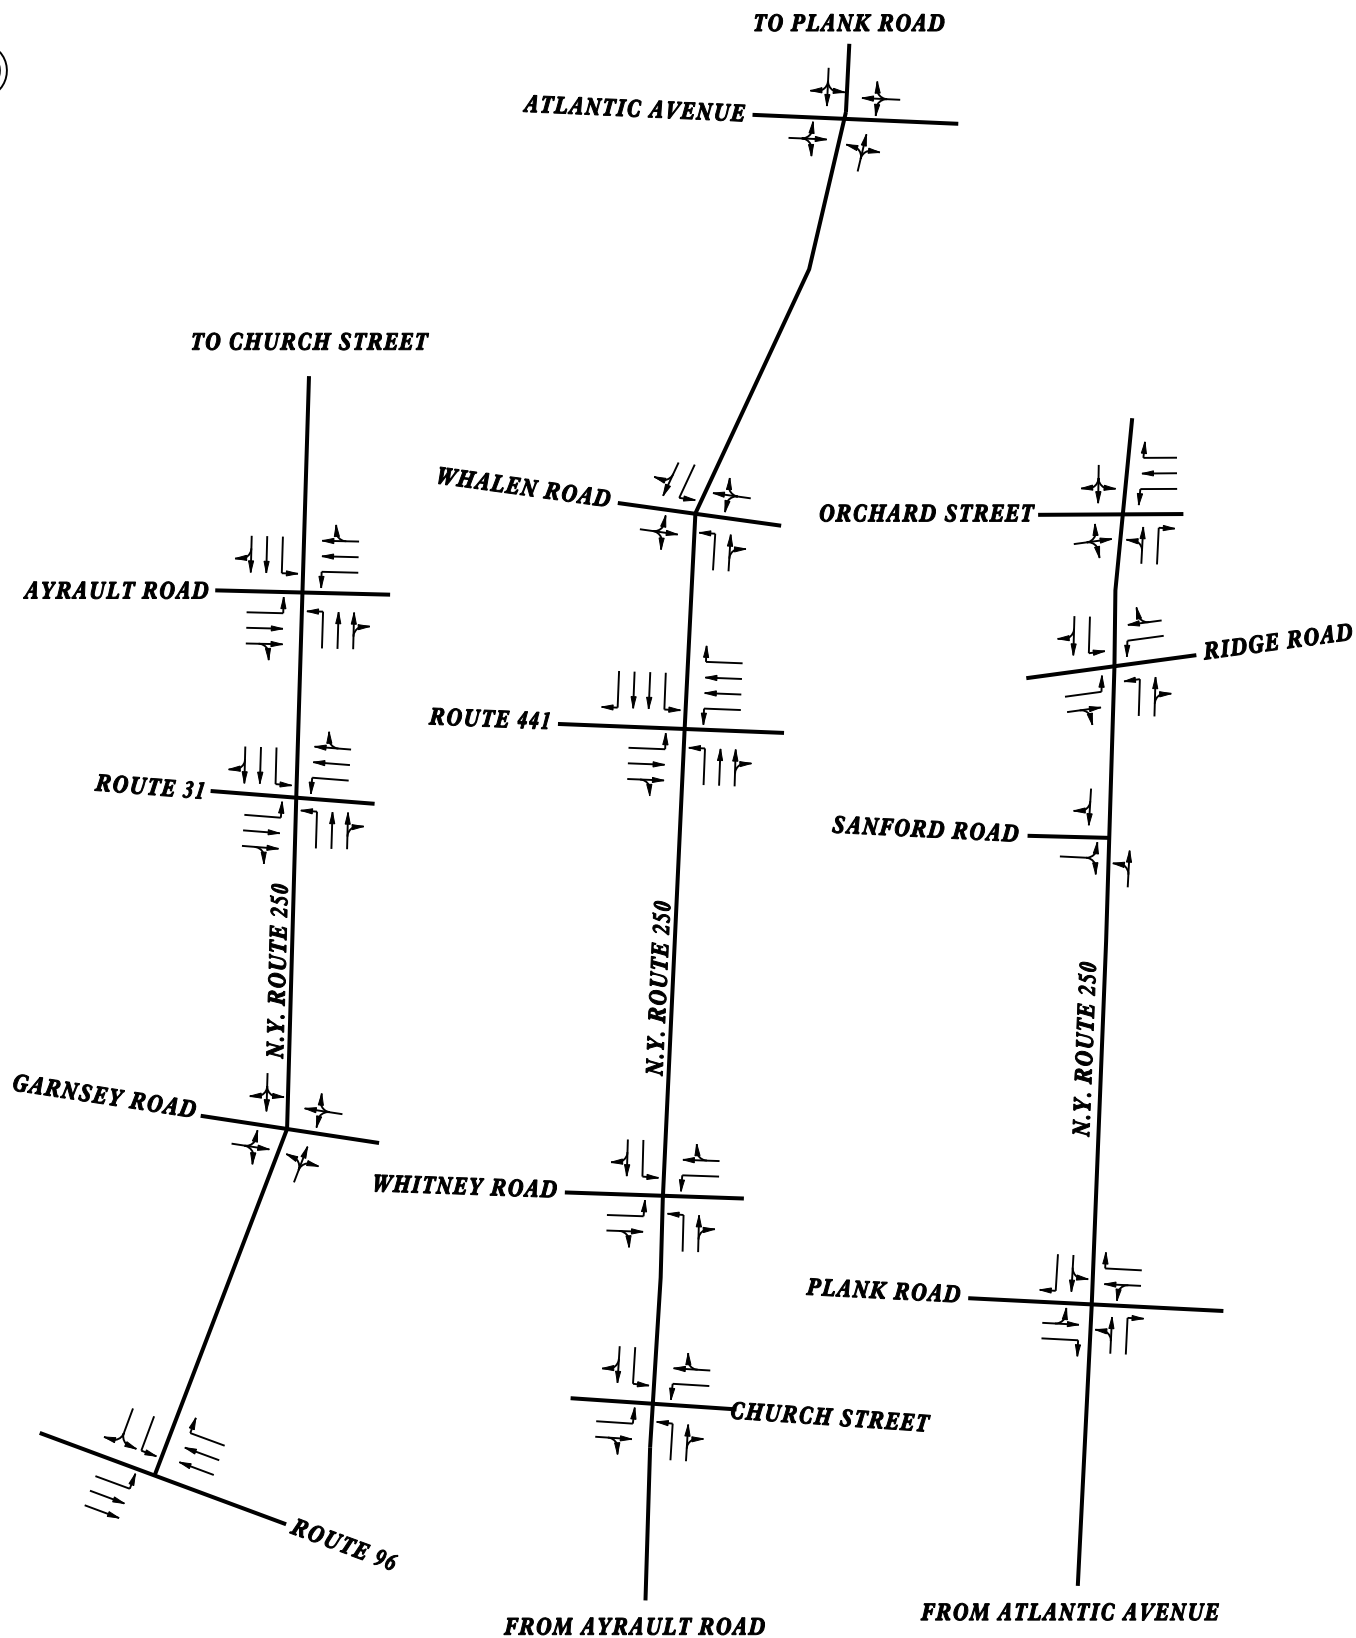 TO PLANK ROAD
ATLANTIC AVENUE
TO CHURCH STREET
WHALEN ROAD
ORCHARD STREET
AYRAULT ROAD
RIDGE ROAD
ROUTE 441
ROUTE 31
SANFORD ROAD
N.Y. ROUTE 250
N.Y. ROUTE 250
N.Y. ROUTE 250
GARNSEY ROAD
WHITNEY ROAD
PLANK ROAD
CHURCH STREET
ROUTE 96
FROM ATLANTIC AVENUE
FROM AYRAULT ROAD